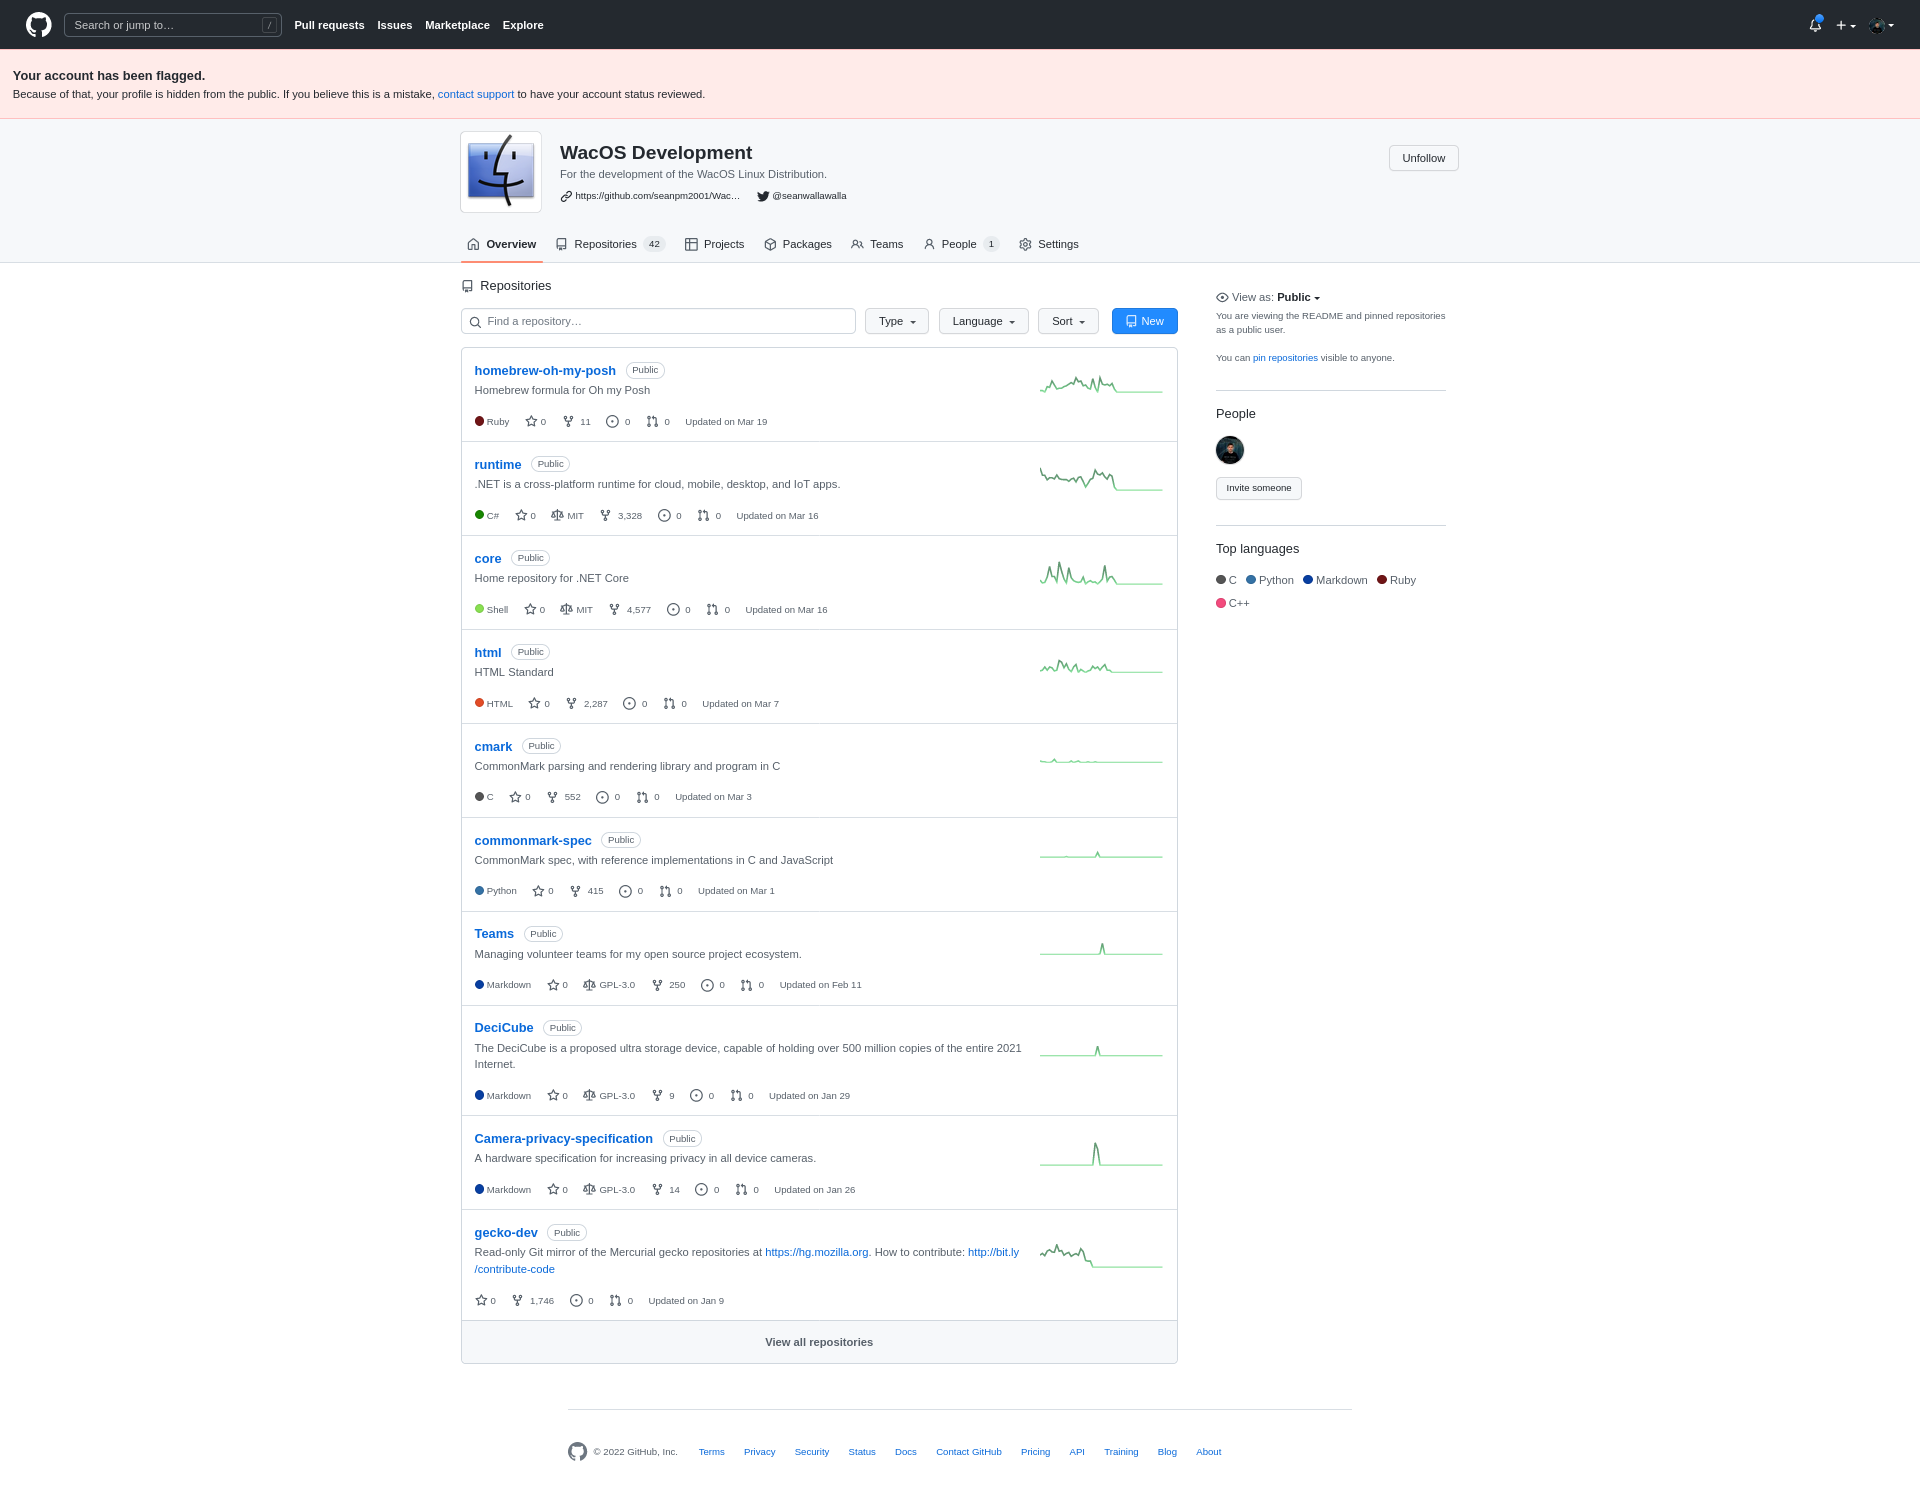 Search or jump to…
/
Pull requests Issues Marketplace Explore
Your account has been flagged.
Because of that, your profile is hidden from the public. If you believe this is a mistake, contact support to have your account status reviewed.
WacOS Development
For the development of the WacOS Linux Distribution.
https://github.com/seanpm2001/Wac… @seanwallawalla
Unfollow
Overview Repositories 42 Projects Packages Teams People 1 Settings
Repositories
Find a repository… Type Language Sort New
homebrew-oh-my-posh Public
Homebrew formula for Oh my Posh
Ruby 0 11 0 0 Updated on Mar 19
runtime Public
.NET is a cross-platform runtime for cloud, mobile, desktop, and IoT apps.
C# 0 MIT 3,328 0 0 Updated on Mar 16
core Public
Home repository for .NET Core
Shell 0 MIT 4,577 0 0 Updated on Mar 16
html Public
HTML Standard
HTML 0 2,287 0 0 Updated on Mar 7
cmark Public
CommonMark parsing and rendering library and program in C
C 0 552 0 0 Updated on Mar 3
commonmark-spec Public
CommonMark spec, with reference implementations in C and JavaScript
Python 0 415 0 0 Updated on Mar 1
Teams Public
Managing volunteer teams for my open source project ecosystem.
Markdown 0 GPL-3.0 250 0 0 Updated on Feb 11
DeciCube Public
The DeciCube is a proposed ultra storage device, capable of holding over 500 million copies of the entire 2021
Internet.
Markdown 0 GPL-3.0 9 0 0 Updated on Jan 29
Camera-privacy-specification Public
A hardware specification for increasing privacy in all device cameras.
Markdown 0 GPL-3.0 14 0 0 Updated on Jan 26
gecko-dev Public
Read-only Git mirror of the Mercurial gecko repositories at https://hg.mozilla.org. How to contribute: http://bit.ly
/contribute-code
0 1,746 0 0 Updated on Jan 9
View all repositories
View as: Public
You are viewing the README and pinned repositories
as a public user.
You can pin repositories visible to anyone.
People
Invite someone
Top languages
C Python Markdown Ruby
C++
© 2022 GitHub, Inc. Terms Privacy Security Status Docs Contact GitHub Pricing API Training Blog About